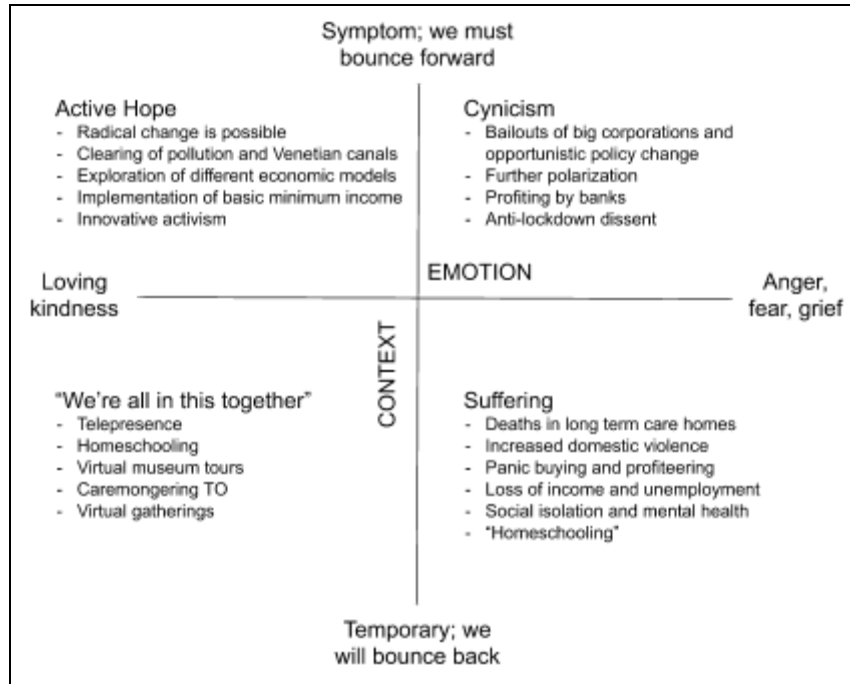 Symptom; we must
bounce forward
Active Hope
- Radical change is possible
- Clearing of pollution and Venetian canals
- Exploration of different economic models
- Implementation of basic minimum income
- Innovative activism
Cynicism
- Bailouts of big corporations and
opportunistic policy change
- Further polarization
- Profiting by banks
- Anti-lockdown dissent
Loving
kindness
EMOTION
Anger,
fear, grief
CONTEXT
“We’re all in this together”
- Telepresence
- Homeschooling
- Virtual museum tours
- Caremongering TO
- Virtual gatherings
Suffering
- Deaths in long term care homes
- Increased domestic violence
- Panic buying and profiteering
- Loss of income and unemployment
- Social isolation and mental health
- “Homeschooling”
Temporary; we
will bounce back